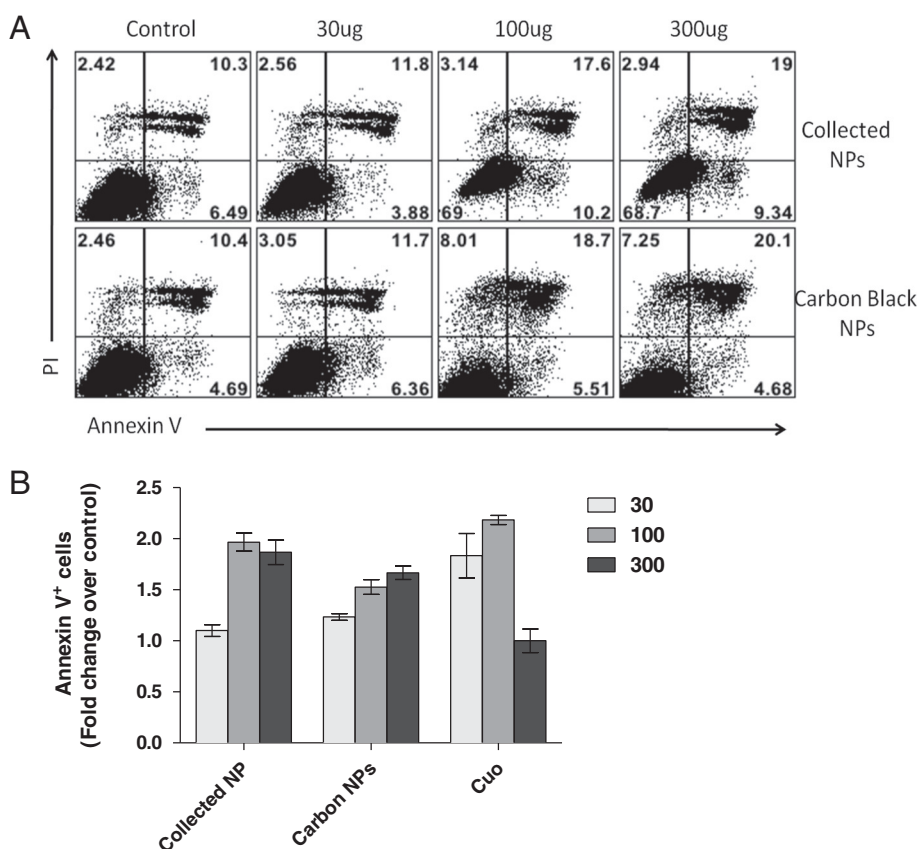 A
Control 30ug 100ug 300ug
2.42 10.3 2.56 11.8 3.14 17.6 2.94 19
Collected
NPs
6.49 3.88 69 10.2 68.7 9.34
2.46 10.4 3.05 11.7 8.01 18.7 7.25 20.1
Carbon Black
NPs
4.69 6.36 5.51 4.68
PI
Annexin V
B
Annexin V+ cells
(Fold change over control)
2.5
2.0
1.5
1.0
0.5
0.0
30
100
300
Collected NP
Carbon NPs
Cuo